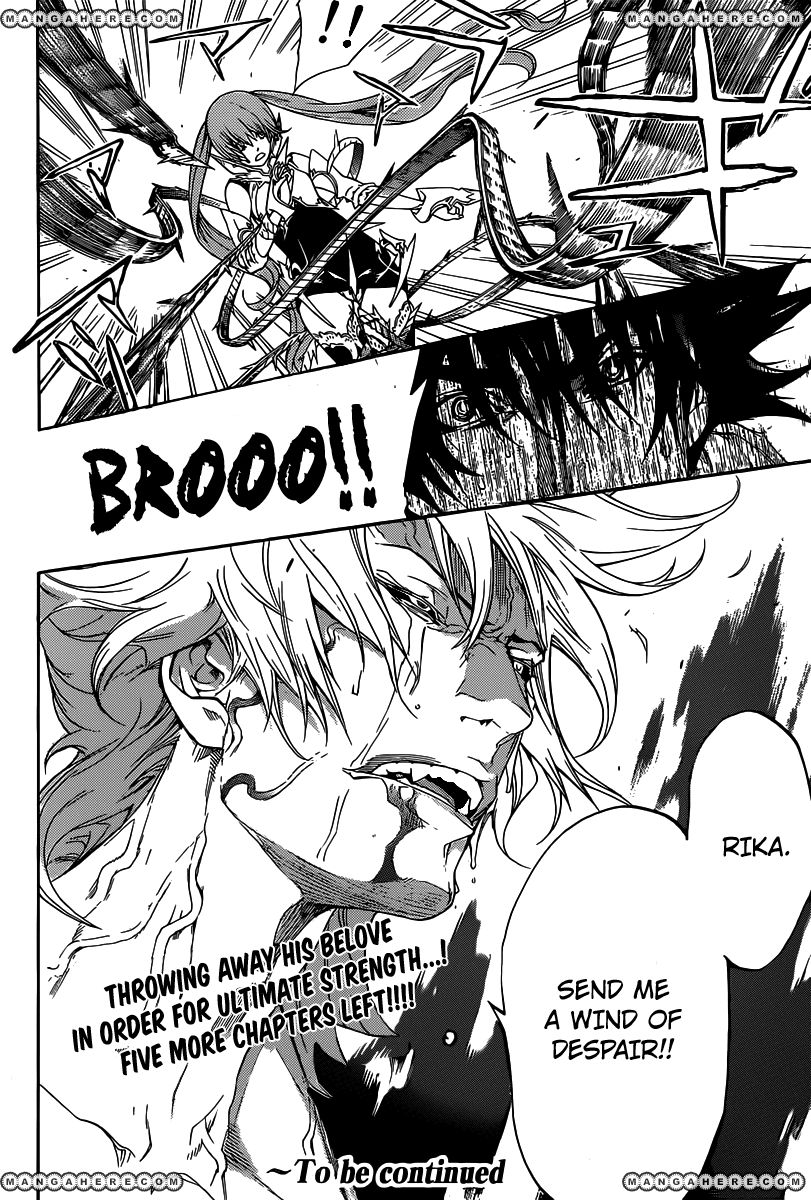 MANGAHERE.COM
MANGAHERE.COM
!!
BROOO!!
RIKA.
SEND ME
A WIND OF
DESPAIR!!
THROWING AWAY HIS BELOVE
IN ORDER FOR ULTIMATE STRENGTH...!
FIVE MORE CHAPTERS LEFT!!!!
~To be continued
MANGAHERE.COM
MANGAHERE.COM